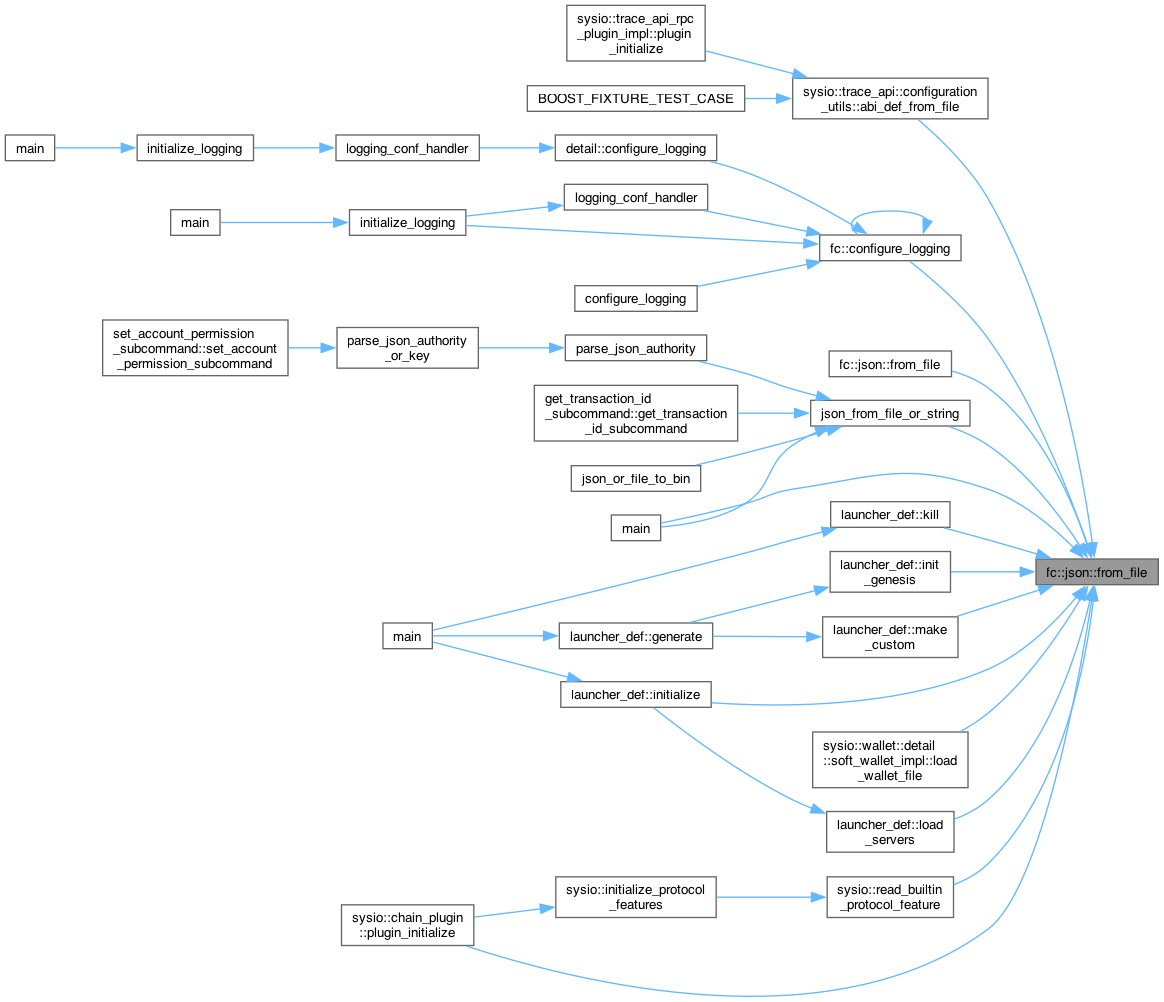 sysio::trace_api_rpc
_plugin_impl::plugin
_initialize
sysio::trace_api::configuration
_utils::abi_def_from_file
BOOST_FIXTURE_TEST_CASE
main
initialize_logging
logging_conf_handler
detail::configure_logging
logging_conf_handler
main
initialize_logging
fc::configure_logging
configure_logging
set_account_permission
_subcommand::set_account
_permission_subcommand
parse_json_authority
_or_key
parse_json_authority
fc::json::from_file
get_transaction_id
_subcommand::get_transaction
_id_subcommand
json_from_file_or_string
json_or_file_to_bin
main
launcher_def::kill
launcher_def::init
_genesis
fc::json::from_file
main
launcher_def::generate
launcher_def::make
_custom
launcher_def::initialize
sysio::wallet::detail
::soft_wallet_impl::load
_wallet_file
launcher_def::load
_servers
sysio::chain_plugin
::plugin_initialize
sysio::initialize_protocol
_features
sysio::read_builtin
_protocol_feature